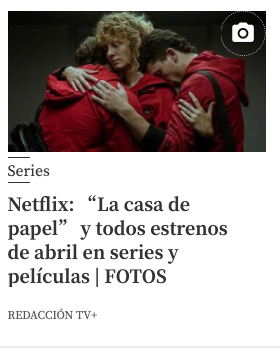 Series
Netflix: “La casa de
papel” y todos estrenos
de abril en series y
películas | FOTOS
REDACCIÓN TV+